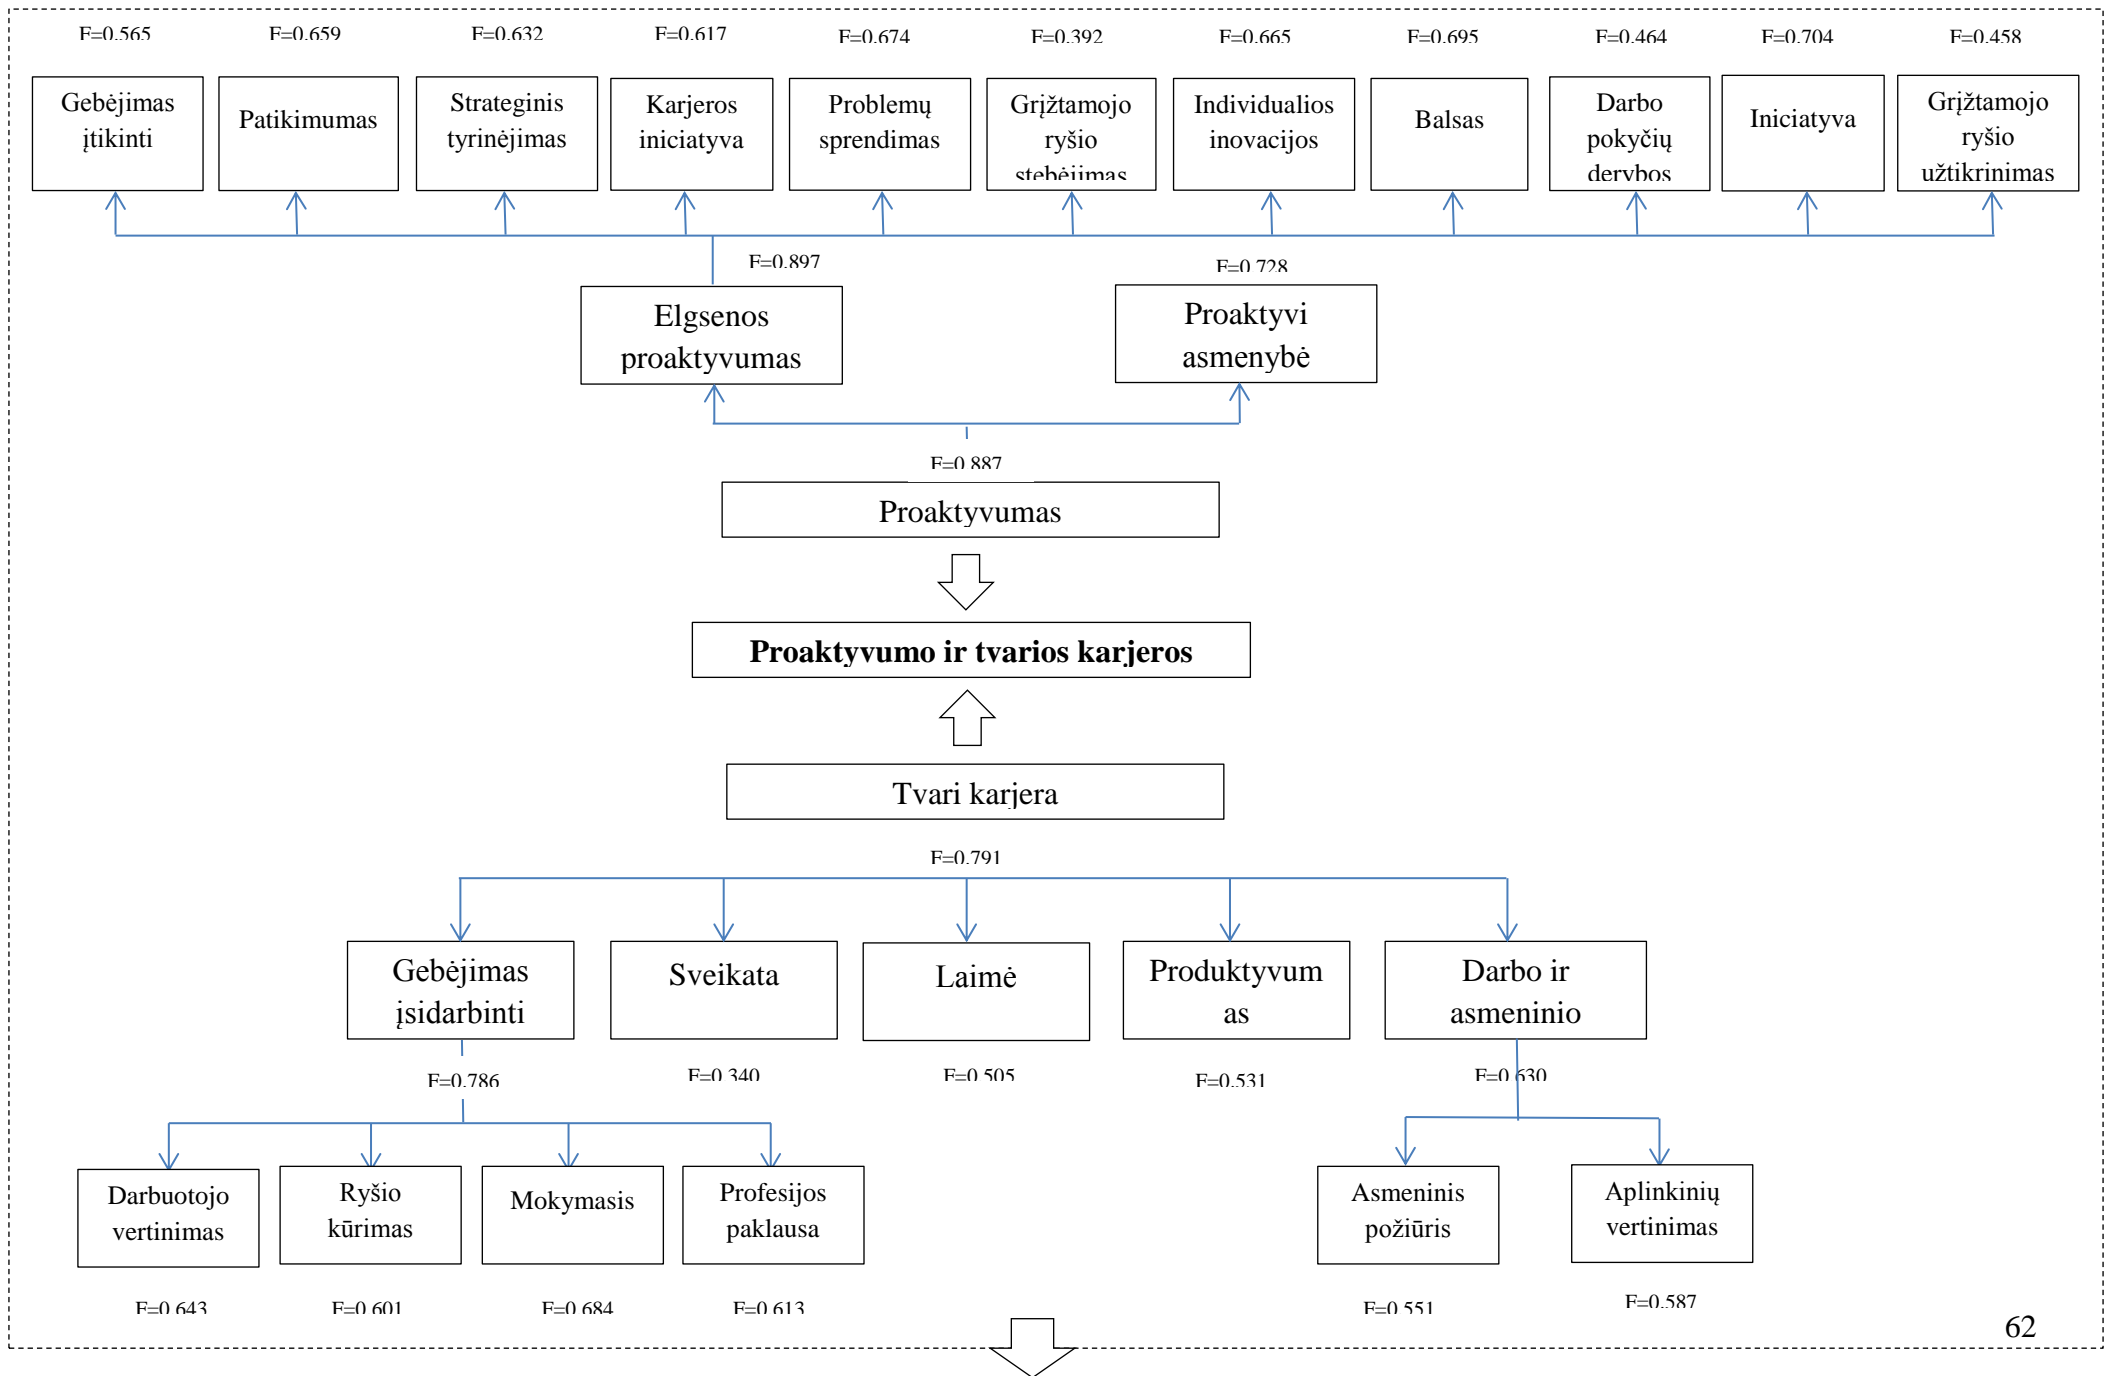 F=0.565
F=0.659
F=0.632
F=0.617
F=0.674
F=0.392
F=0.665
F=0.695
F=0.464
F=0.704
F=0.458
Gebėjimas
įtikinti
Patikimumas
Strateginis
tyrinėjimas
Karjeros
iniciatyva
Problemų
sprendimas
Grįžtamojo
ryšio
stebėjimas
Individualios
inovacijos
Balsas
Darbo
pokyčių
derybos
Iniciatyva
Grįžtamojo
ryšio
užtikrinimas
F=0.897
F=0.728
Elgsenos
proaktyvumas
Proaktyvi
asmenybė
F=0.887
Proaktyvumas
Proaktyvumo ir tvarios karjeros
Tvari karjera
F=0.791
Gebėjimas
įsidarbinti
Sveikata
Laimė
Produktyvum
as
Darbo ir
asmeninio
F=0.786
F=0.340
F=0.505
F=0.531
F=0.630
Darbuotojo
vertinimas
Ryšio
kūrimas
Mokymasis
Profesijos
paklausa
Asmeninis
požiūris
Aplinkinių
vertinimas
F=0.643
F=0.601
F=0.684
F=0.613
F=0.551
F=0.587
62